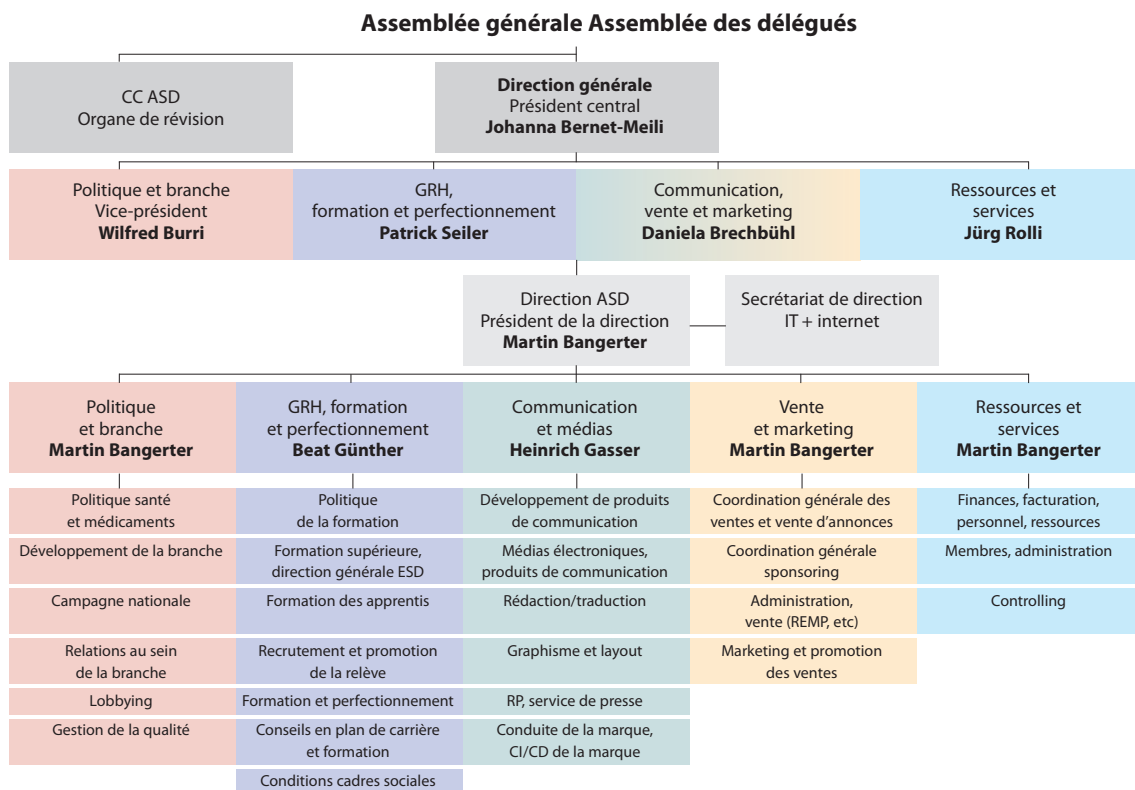 Assemblée générale Assemblée des délégués
CC ASD
Organe de révision
Direction générale
Président central
Johanna Bernet-Meili
Politique et branche
Vice-président
Wilfred Burri
GRH,
formation et perfectionnement
Patrick Seiler
Communication,
vente et marketing
Daniela Brechbühl
Ressources et
services
Jürg Rolli
Direction ASD
Président de la direction
Martin Bangerter
Secrétariat de direction
IT + internet
Politique
et branche
Martin Bangerter
GRH, formation
et perfectionnement
Beat Günther
Communication
et médias
Heinrich Gasser
Vente
et marketing
Martin Bangerter
Ressources et
services
Martin Bangerter
Politique santé
et médicaments
Développement de la branche
Campagne nationale
Relations au sein
de la branche
Lobbying
Gestion de la qualité
Politique
de la formation
Formation supérieure,
direction générale ESD
Formation des apprentis
Recrutement et promotion
de la relève
Formation et perfectionnement
Conseils en plan de carrière
et formation
Conditions cadres sociales
Développement de produits
de communication
Médias électroniques,
produits de communication
Rédaction/traduction
Graphisme et layout
RP, service de presse
Conduite de la marque,
CI/CD de la marque
Coordination générale des
ventes et vente d’annonces
Coordination générale
sponsoring
Administration,
vente (REMP, etc)
Marketing et promotion
des ventes
Finances, facturation,
personnel, ressources
Membres, administration
Controlling